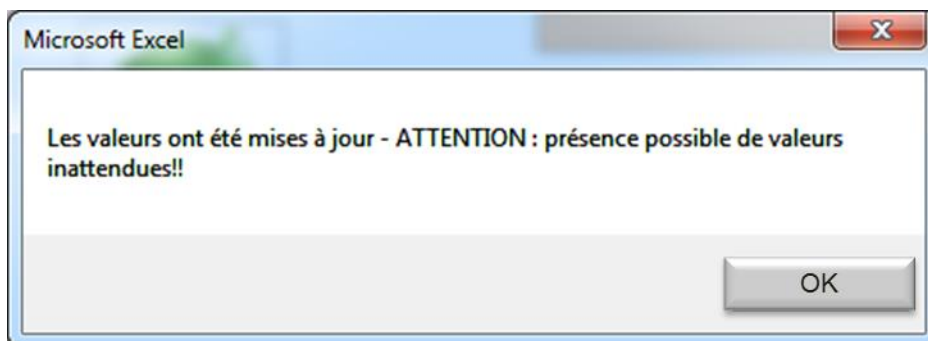 Microsoft Excel
Les valeurs ont été mises à jour - ATTENTION : présence possible de valeurs
inattendues!!
OK